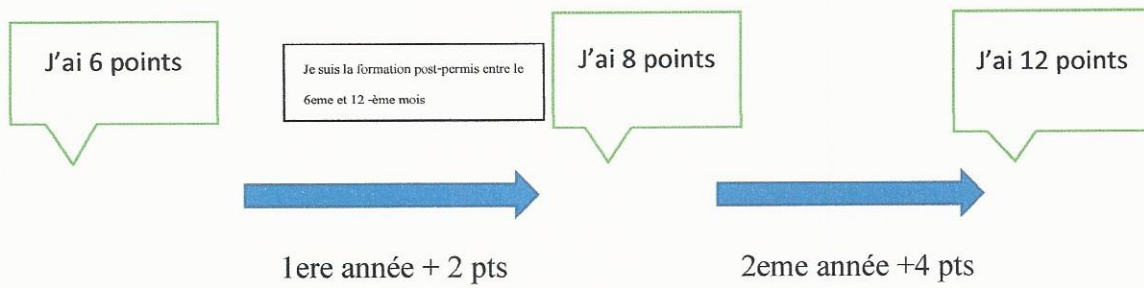 J'ai 6 points
Je suis la formation post-permis entre le
6eme et 12 -ème mois
J'ai 8 points
J'ai 12 points
1ere année + 2 pts
2eme année +4 pts